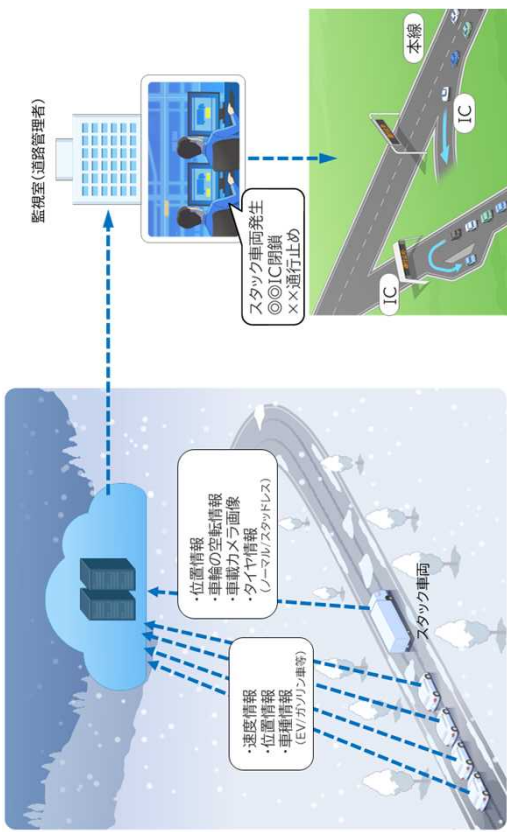 ・速度情報
・位置情報
・車種情報
(EV/ガソリン車等)
・位置情報
・車輪の空転情報
・車載カメラ画像
・タイヤ情報
(ノーマル/スタッドレス)
スタック車両
監視室(道路管理者)
スタック車両発生
◎◎IC閉鎖
××通行止め
IC
本線
IC